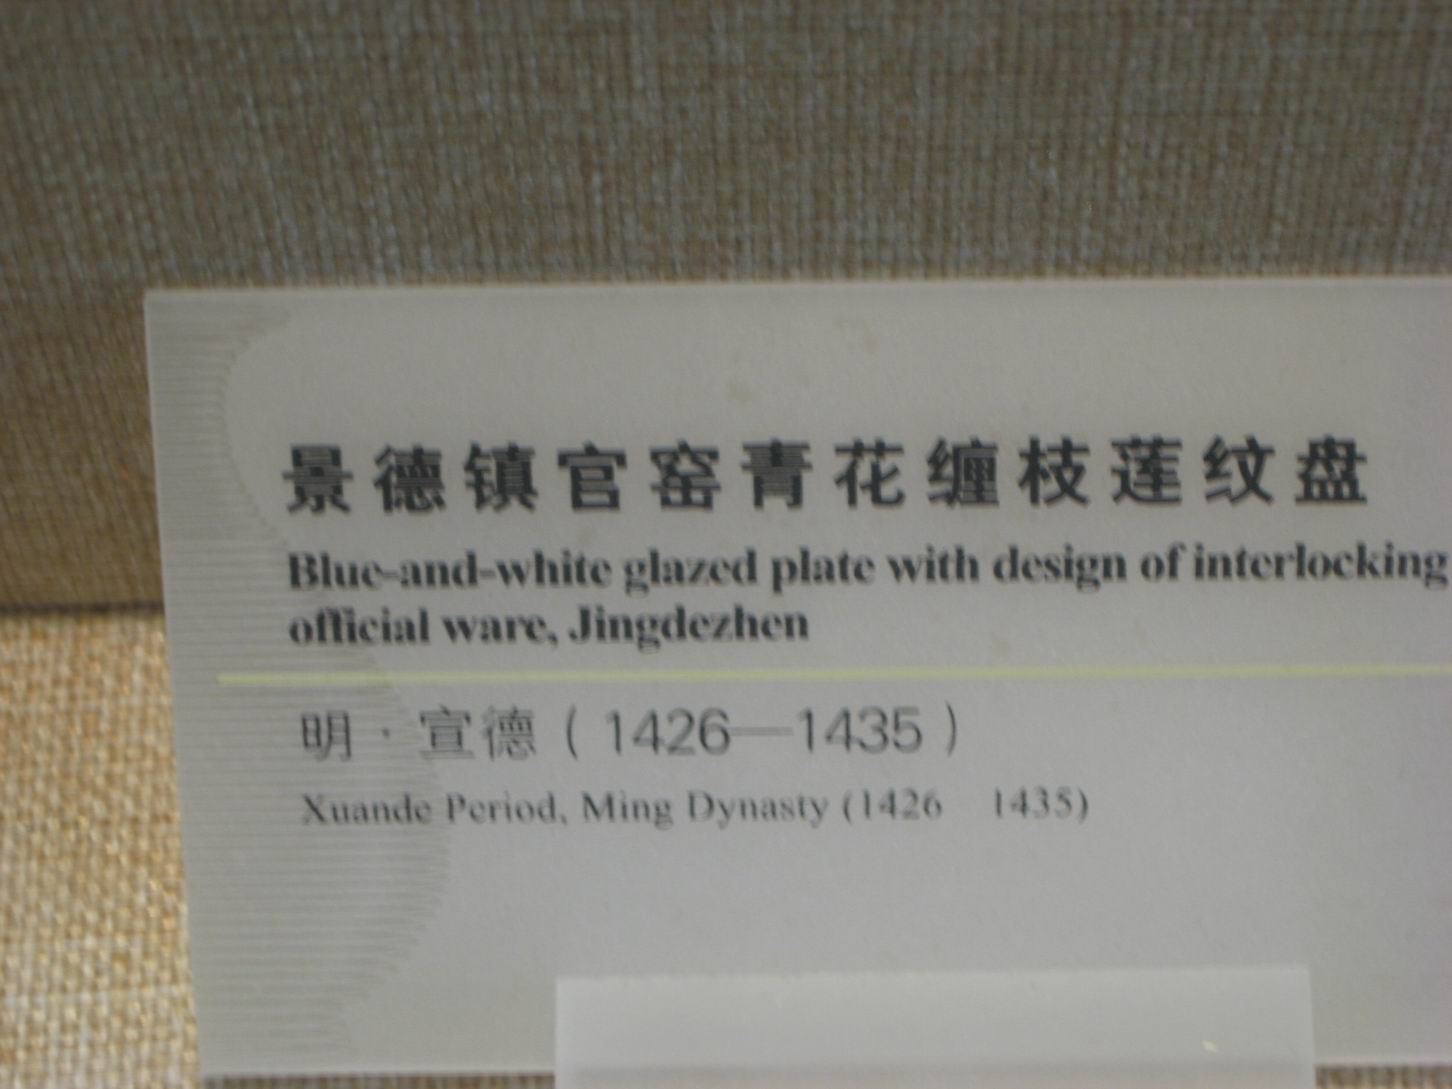 景德镇官窑青花缠枝莲纹盘
Blue-and-white glazed plate with design of interlocking
official ware, Jingdezhen
明·宣德（1426—1435）
Xuande Period, Ming Dynasty (1426 1435)